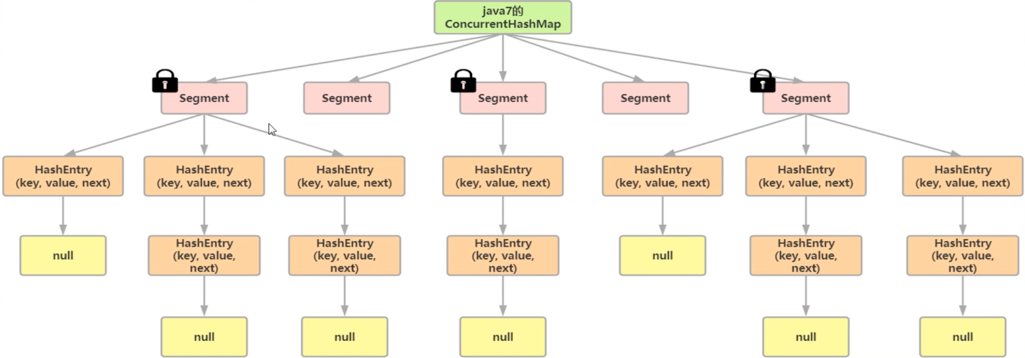 java7的
ConcurrentHashMap
Segment
Segment
Segment
Segment
Segment
HashEntry
(key, value, next)
HashEntry
(key, value, next)
HashEntry
(key, value, next)
HashEntry
(key, value, next)
HashEntry
(key, value, next)
HashEntry
(key, value, next)
HashEntry
(key, value, next)
null
HashEntry
(key, value,
next)
HashEntry
(key, value,
next)
HashEntry
(key, value,
next)
null
HashEntry
(key, value,
next)
HashEntry
(key, value,
next)
null
null
null
null
null